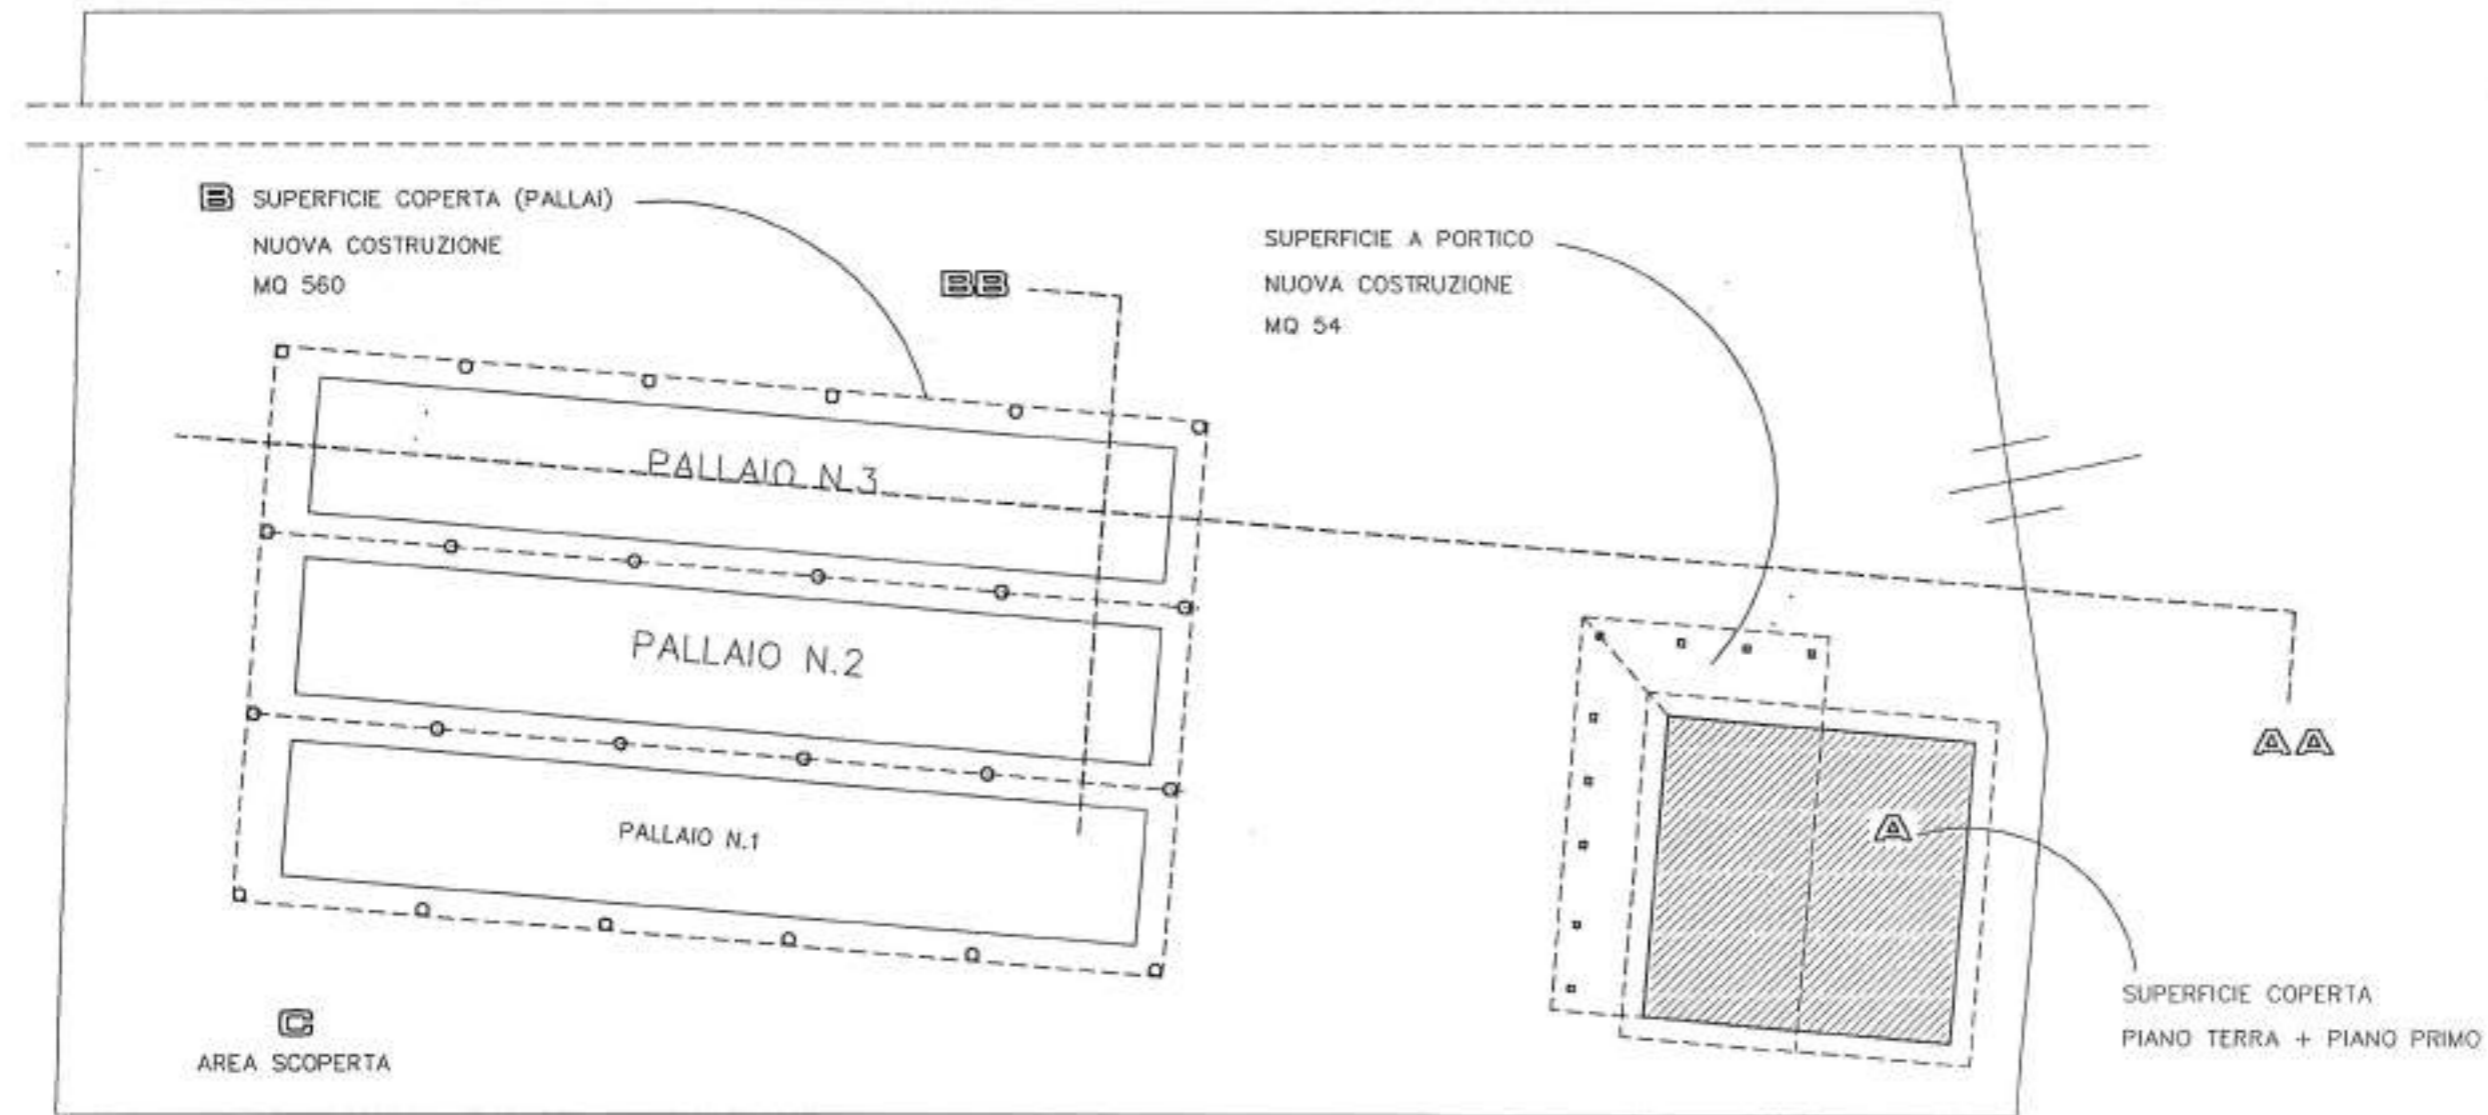 B SUPERFICIE COPERTA (PALLAI)
NUOVA COSTRUZIONE
MQ 560
BB
SUPERFICIE A PORTICO
NUOVA COSTRUZIONE
MQ 54
PALLAIO N.3
PALLAIO N.2
PALLAIO N.1
AA
A
SUPERFICIE COPERTA
PIANO TERRA + PIANO PRIMO
C
AREA SCOPERTA